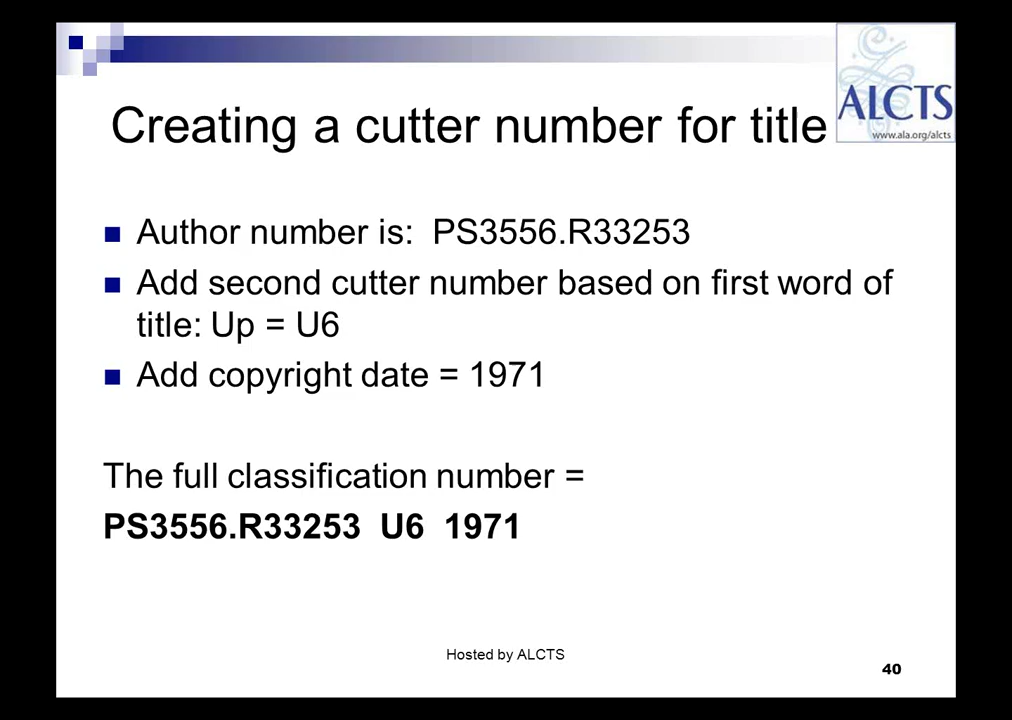 ALCTS
www.ala.org/alcts
Creating a cutter number for title
Author number is:  PS3556.R33253
Add second cutter number based on first word of
title: Up = U6
Add copyright date = 1971
The full classification number =
PS3556.R33253  U6  1971
Hosted by ALCTS
40